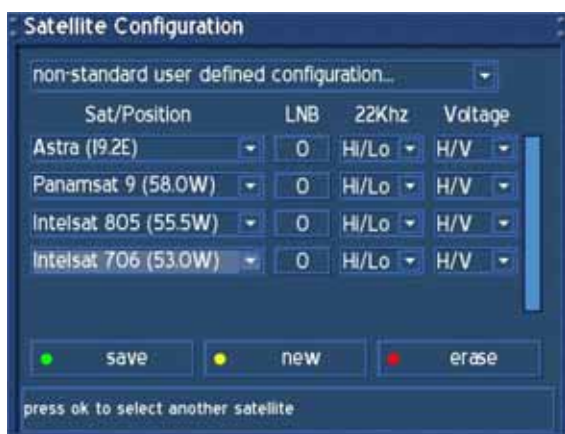 Satellite Configuration
non-standard user defined configuration...
Sat/Position LNB 22Khz Voltage
Astra (19.2E) 0 Hi/Lo H/V
Panamsat 9 (58.0W) 0 Hi/Lo H/V
Intelsat 805 (55.5W) 0 Hi/Lo H/V
Intelsat 706 (53.0W) 0 Hi/Lo H/V
save new erase
press ok to select another satellite